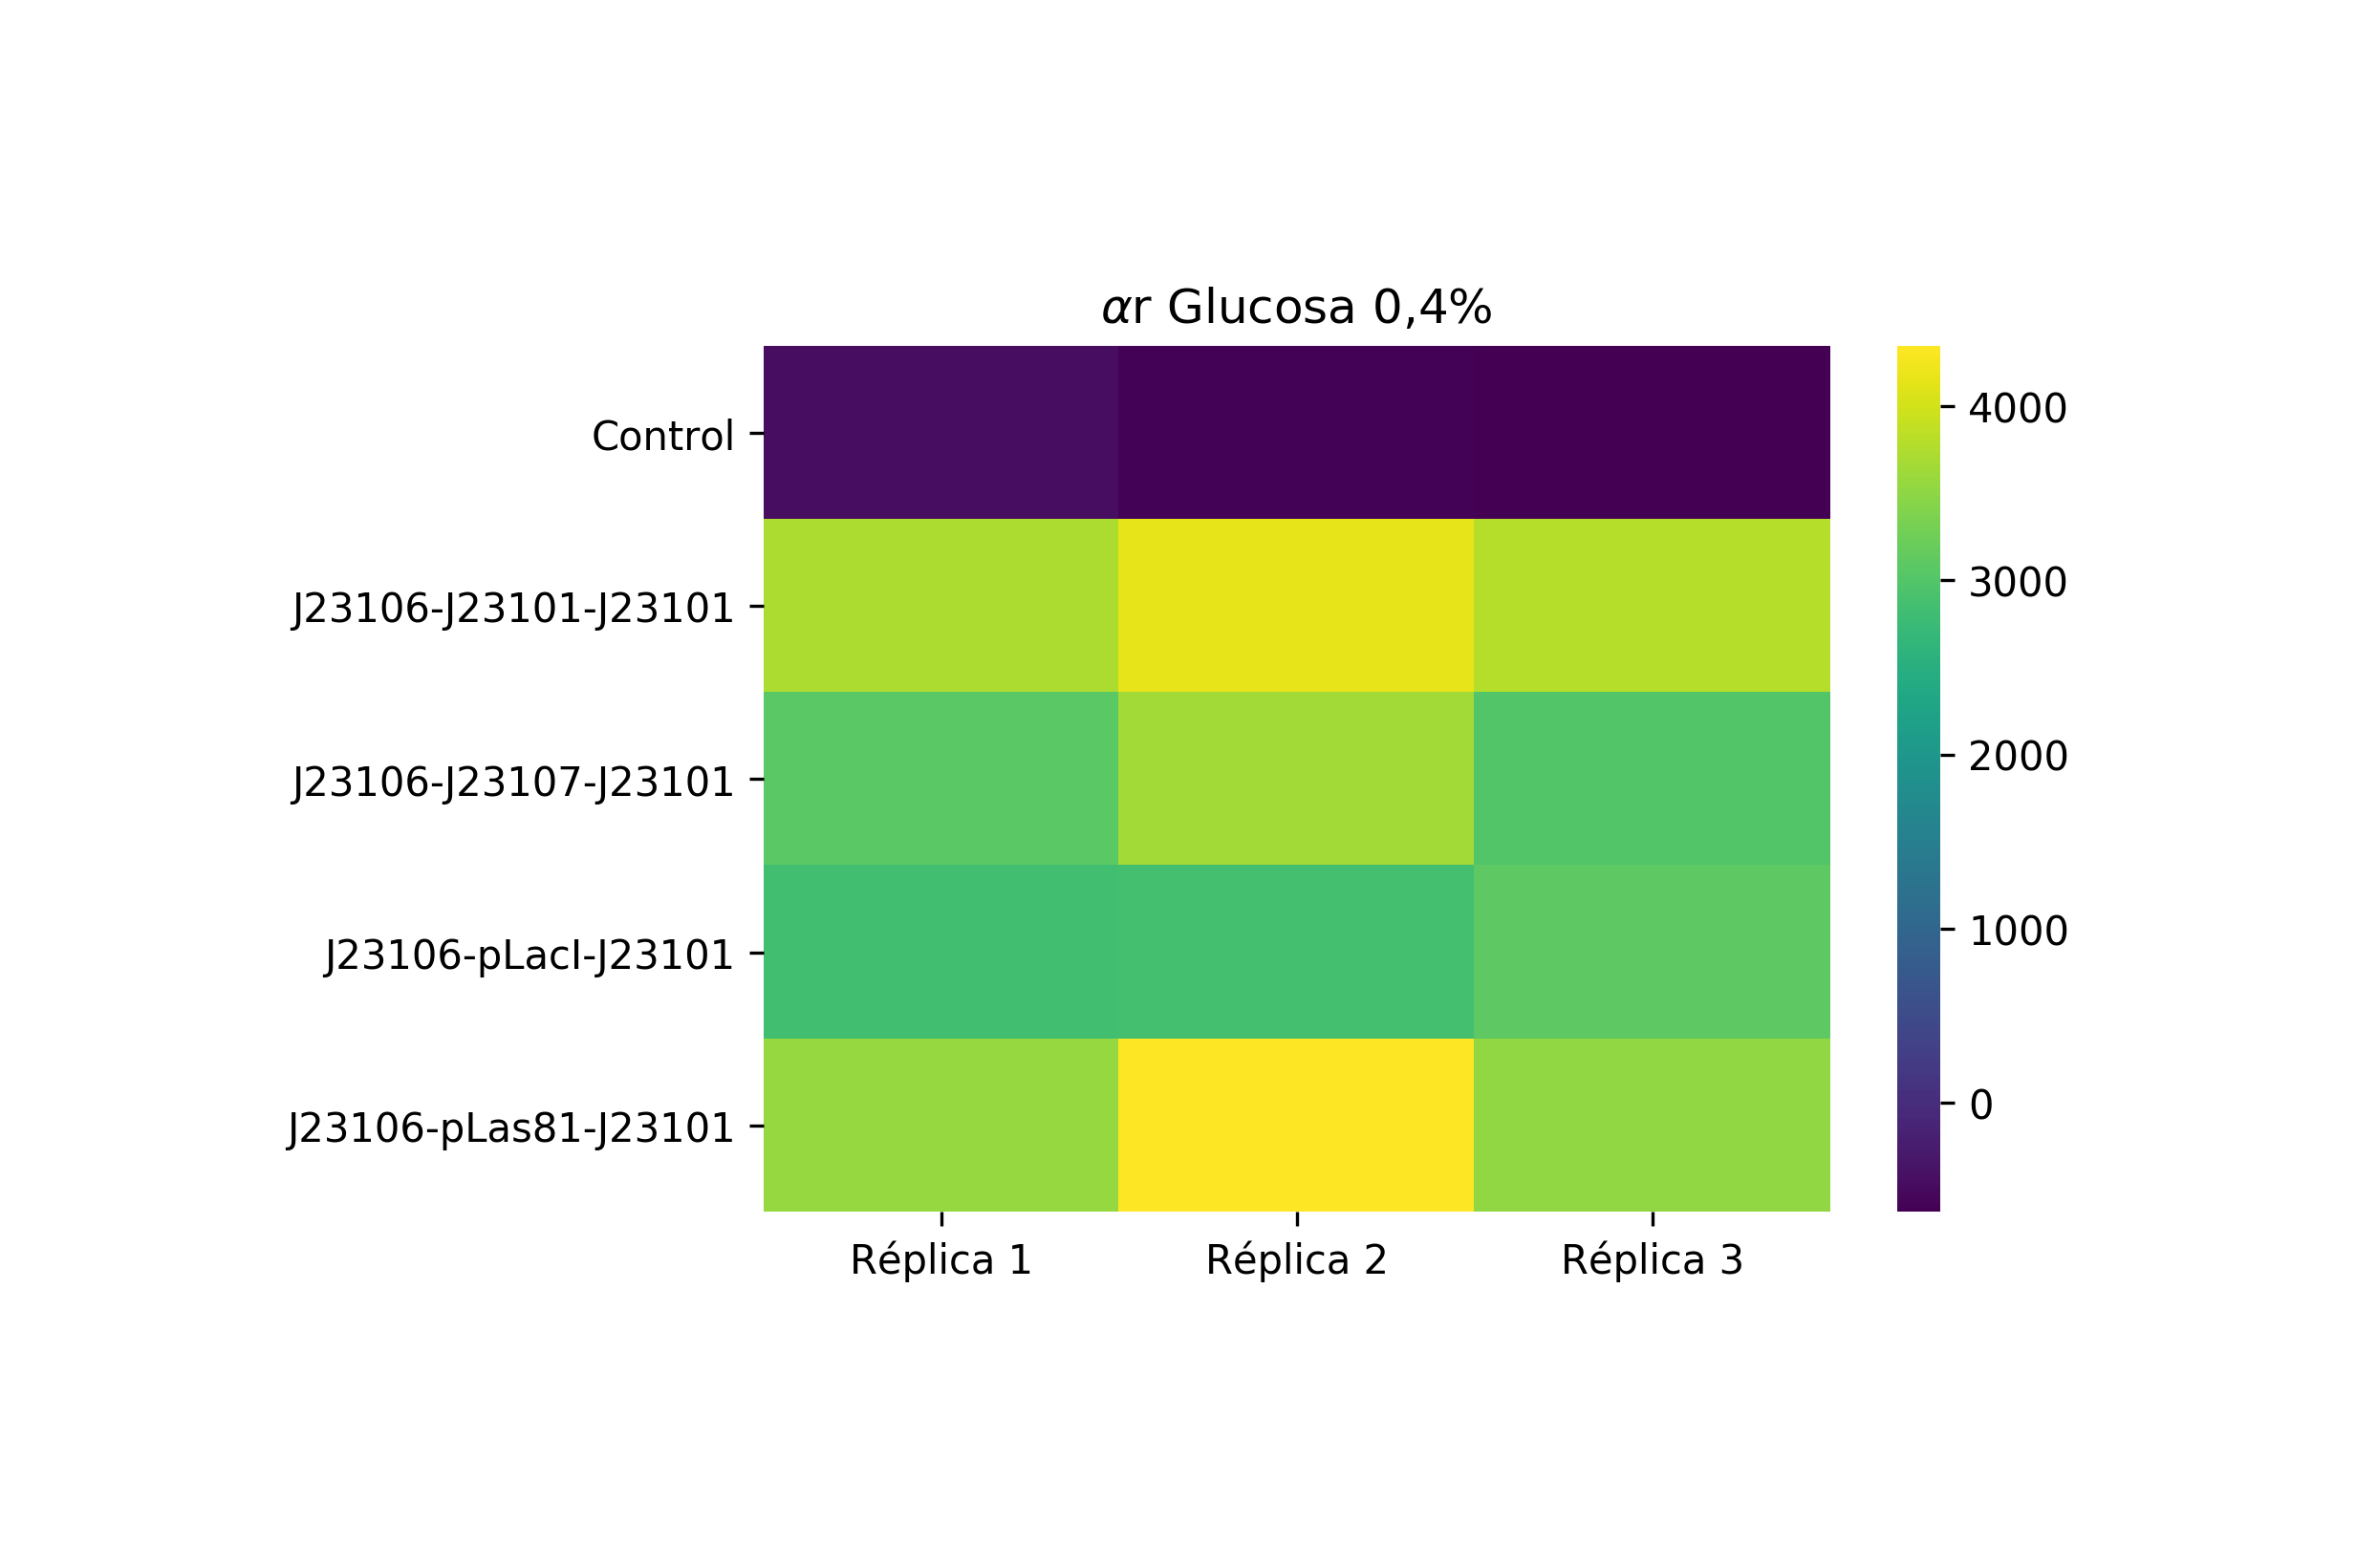 αr Glucosa 0,4%
Control
J23106-J23101-J23101
J23106-J23107-J23101
J23106-pLacI-J23101
J23106-pLas81-J23101
Réplica 1
Réplica 2
Réplica 3
4000
3000
2000
1000
0